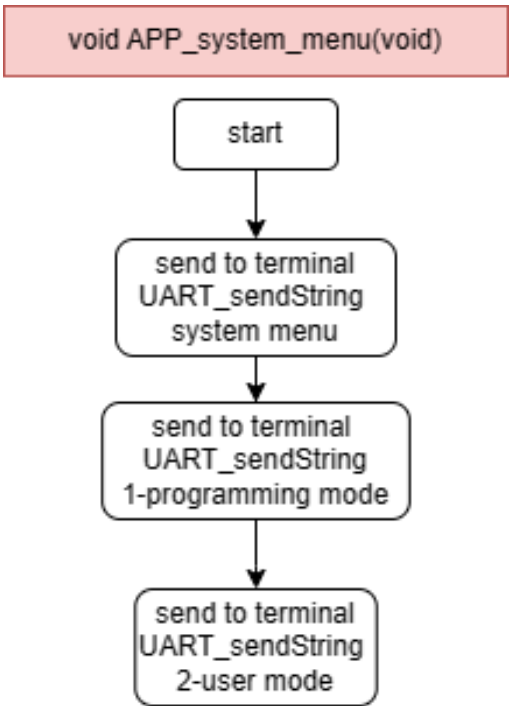 void APP_system_menu(void)
start
send to terminal
UART_sendString
system menu
send to terminal
UART_sendString
1-programming mode
send to terminal
UART_sendString
2-user mode